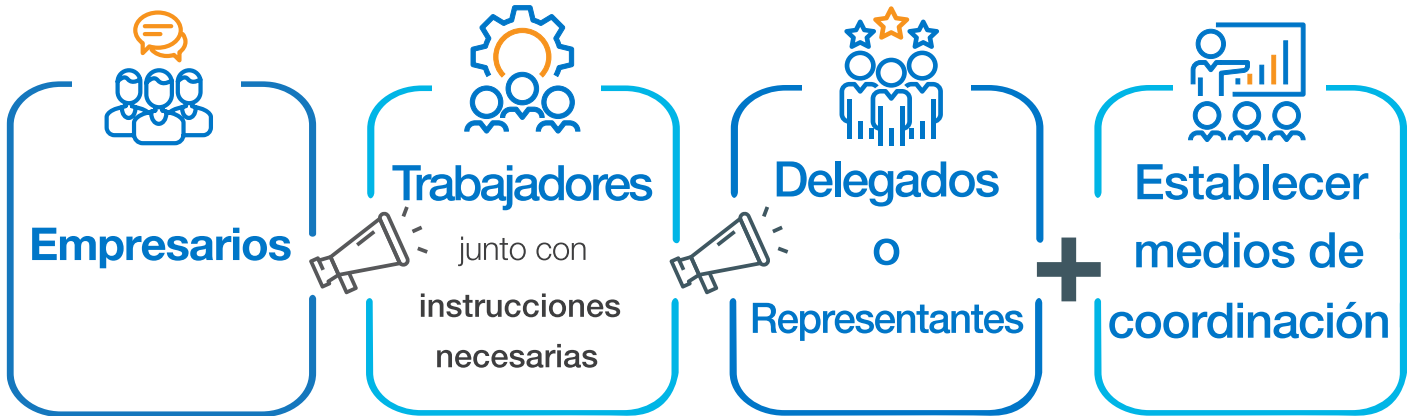 Empresarios
Trabajadores
junto con
instrucciones
necesarias
Delegados
o
Representantes
Establecer
medios de
coordinación